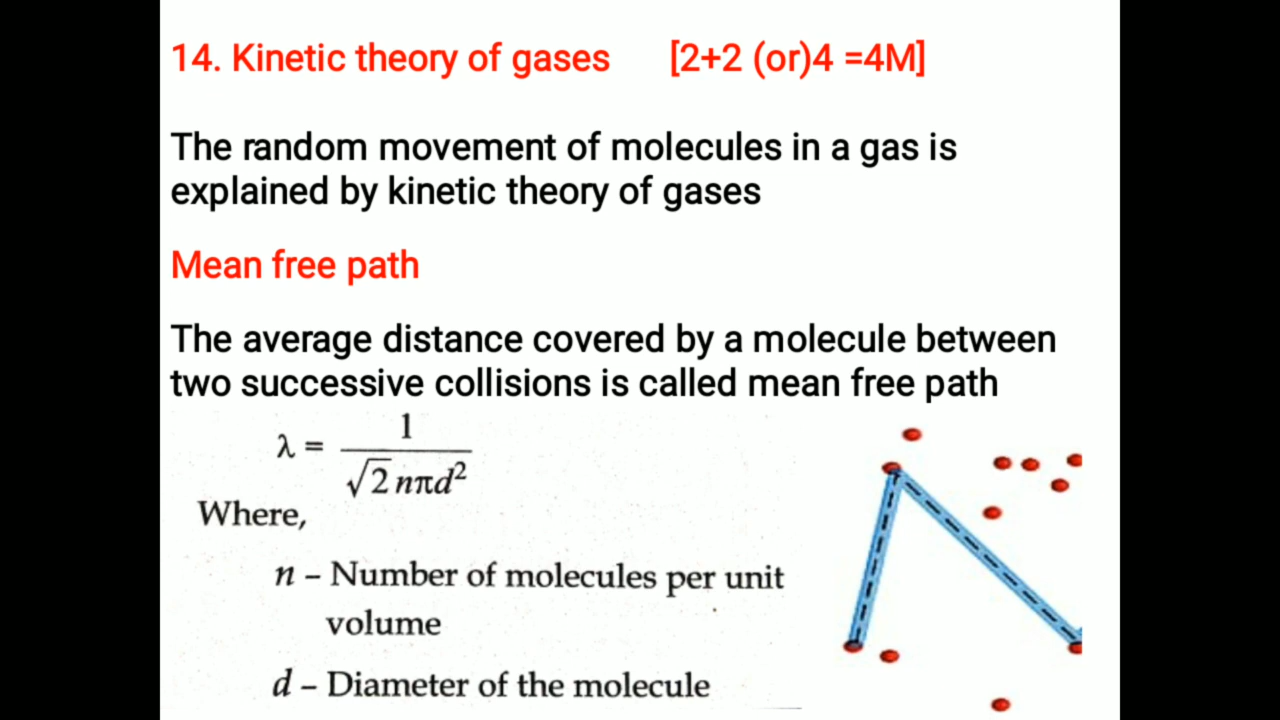 14. Kinetic theory of gases [2+2 (or)4 =4M]
The random movement of molecules in a gas is
explained by kinetic theory of gases
Mean free path
The average distance covered by a molecule between
two successive collisions is called mean free path
λ = 1 / √2 nπd²
Where,
n – Number of molecules per unit
volume
d – Diameter of the molecule